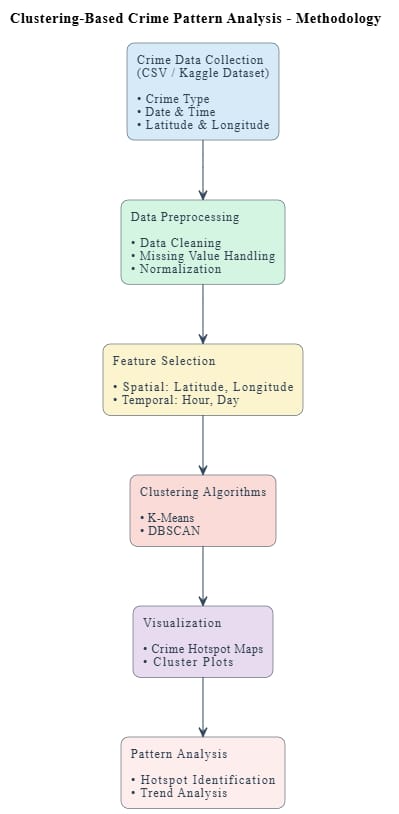 Clustering-Based Crime Pattern Analysis - Methodology
Crime Data Collection
(CSV / Kaggle Dataset)
• Crime Type
• Date & Time
• Latitude & Longitude
Data Preprocessing
• Data Cleaning
• Missing Value Handling
• Normalization
Feature Selection
• Spatial: Latitude, Longitude
• Temporal: Hour, Day
Clustering Algorithms
• K-Means
• DBSCAN
Visualization
• Crime Hotspot Maps
• Cluster Plots
Pattern Analysis
• Hotspot Identification
• Trend Analysis